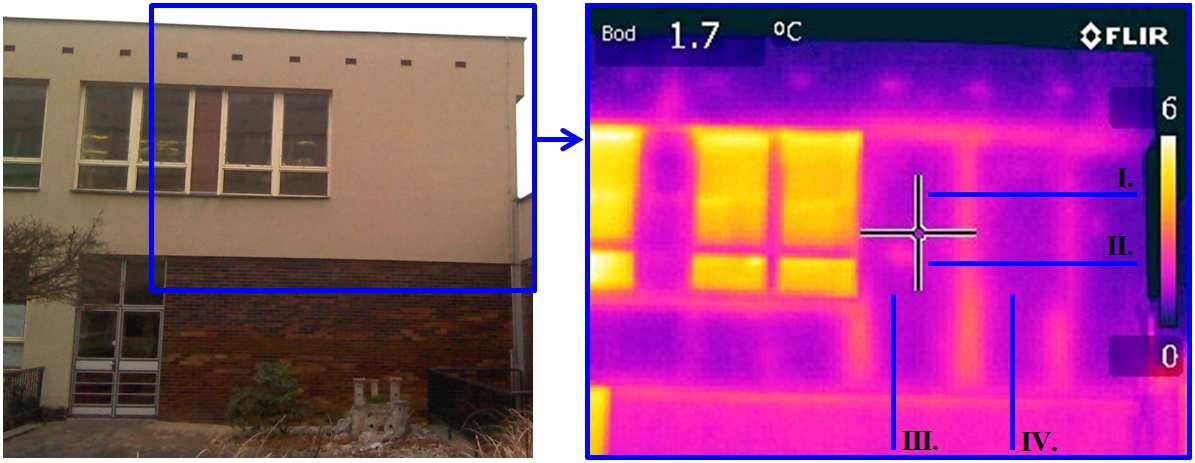 Bod 1.7 °C
FLIR
6
I.
II.
0
III.
IV.